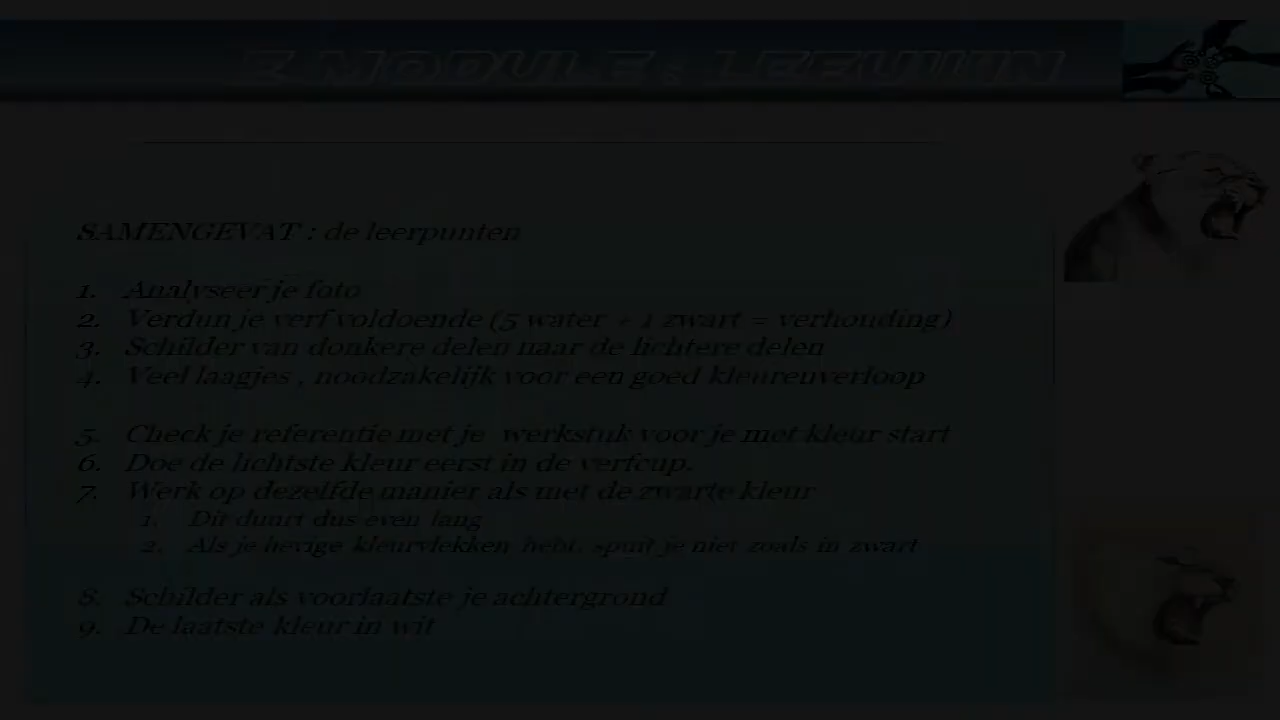 E MODULE : LEEUWIN
SAMENGEVAT : de leerpunten
1. Analyseer je foto
2. Verdun je verf voldoende (5 water + 1 zwart = verhouding)
3. Schilder van donkere delen naar de lichtere delen
4. Veel laagjes , noodzakelijk voor een goed kleurenverloop
5. Check je referentie met je werkstuk voor je met kleur start
6. Doe de lichtste kleur eerst in de verfcup.
7. Werk op dezelfde manier als met de zwarte kleur
1. Dit duurt dus even lang
2. Als je hevige kleurvlekken hebt, spuit je niet zoals in zwart
8. Schilder als voorlaatste je achtergrond
9. De laatste kleur in wit